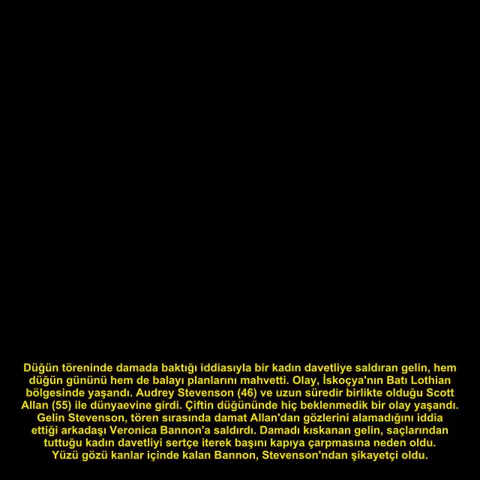 Düğün töreninde damada baktığı iddiasıyla bir kadın davetliye saldıran gelin, hem
düğün gününü hem de balayı planlarını mahvetti. Olay, İskoçya'nın Batı Lothian
bölgesinde yaşandı. Audrey Stevenson (46) ve uzun süredir birlikte olduğu Scott
Allan (55) ile dünyaevine girdi. Çiftin düğününde hiç beklenmedik bir olay yaşandı.
Gelin Stevenson, tören sırasında damat Allan'dan gözlerini alamadığını iddia
ettiği arkadaşı Veronica Bannon'a saldırdı. Damadı kıskanan gelin, saçlarından
tuttuğu kadın davetliyi sertçe iterek başını kapıya çarpmasına neden oldu.
Yüzü gözü kanlar içinde kalan Bannon, Stevenson'ndan şikayetçi oldu.